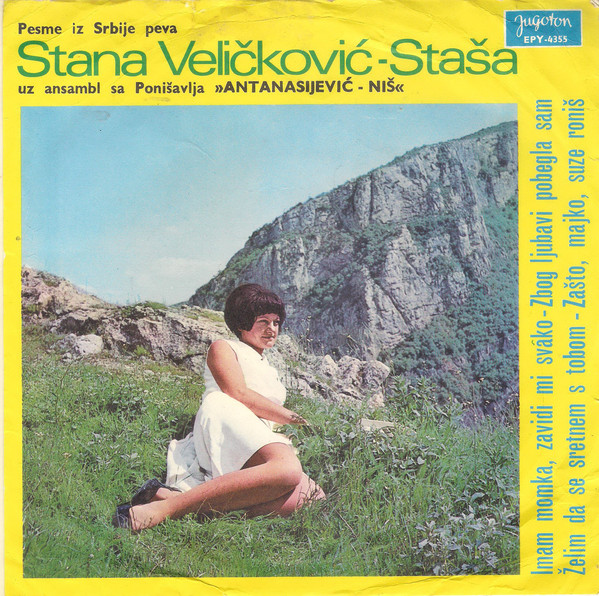 Pesme iz Srbije peva
Stana Veličković-Staša
uz ansambl sa Ponišavlja »ANTANASIJEVIĆ - NIŠ«
Jugoton
EPY-4355
Imam momka, zavidi mi svako-Zbog ljubavi pobegla sam
Želim da se sretnem s tobom - Zašto, majko, suze roniš